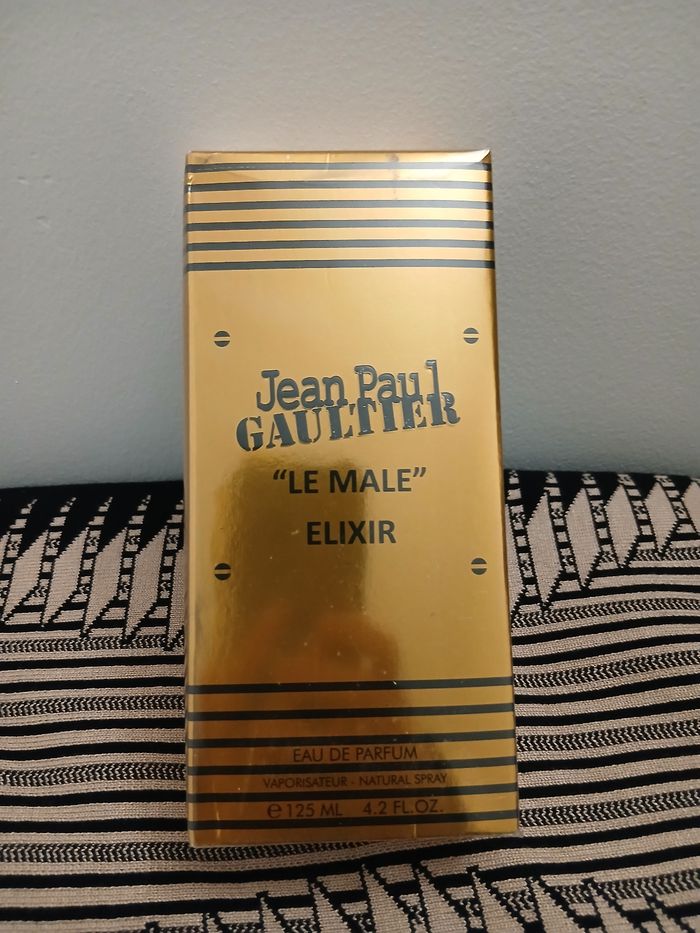 Jean Paul
GAULTIER
“LE MALE”
ELIXIR
EAU DE PARFUM
VAPORISATEUR - NATURAL SPRAY
℮ 125 ML 4.2 FL.OZ.